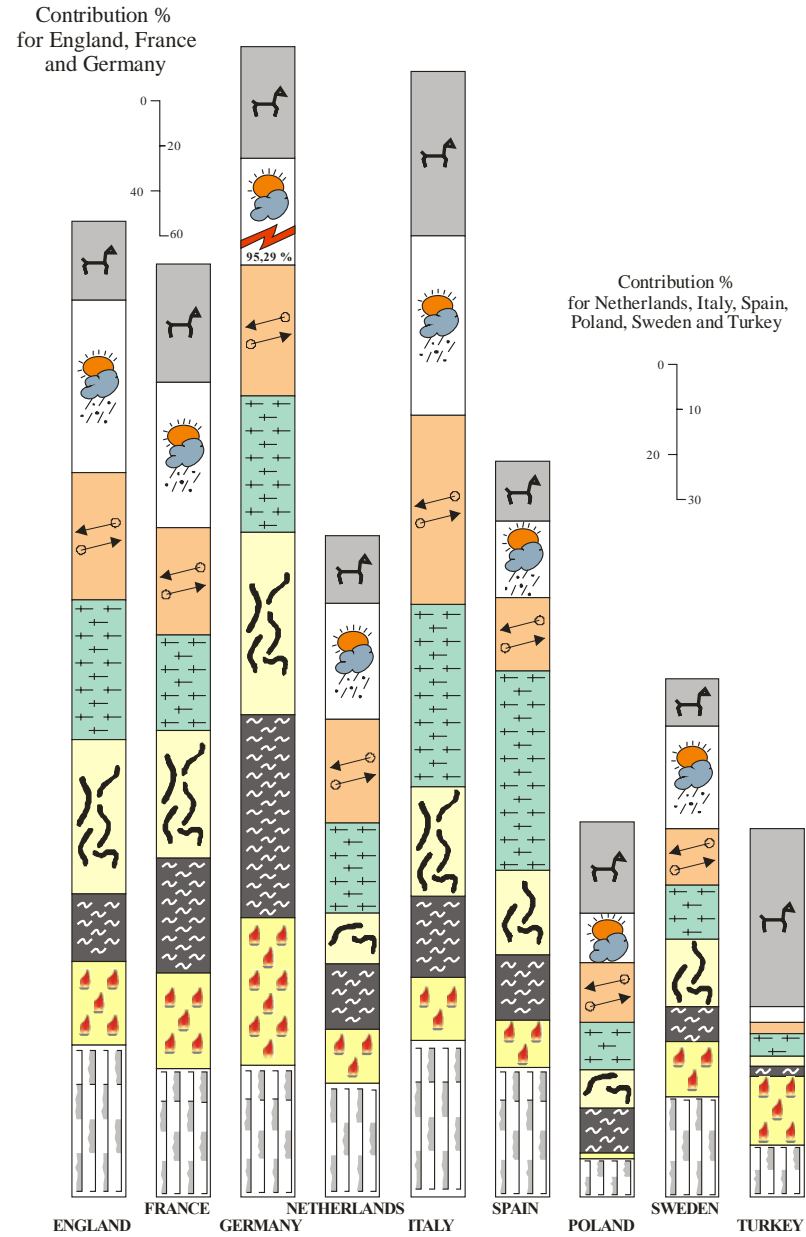 Contribution %
for England, France
and Germany
0
20
40
60
95,29 %
Contribution %
for Netherlands, Italy, Spain,
Poland, Sweden and Turkey
0
10
20
30
ENGLAND
FRANCE
GERMANY
NETHERLANDS
ITALY
SPAIN
POLAND
SWEDEN
TURKEY